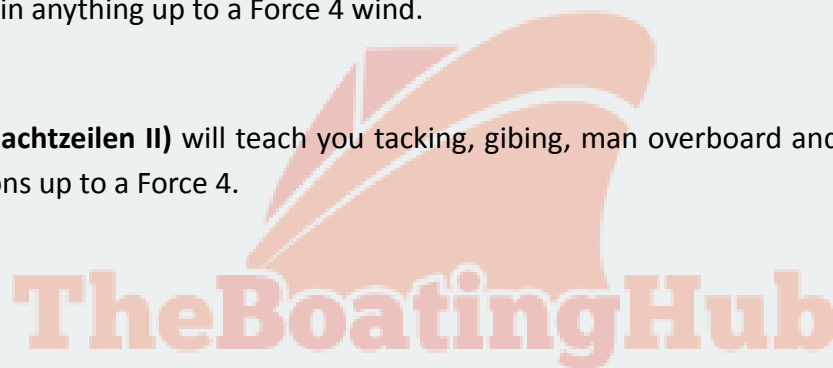 in anything up to a Force 4 wind.
achtzeilen II) will teach you tacking, gibing, man overboard and
ons up to a Force 4.
TheBoatingHub